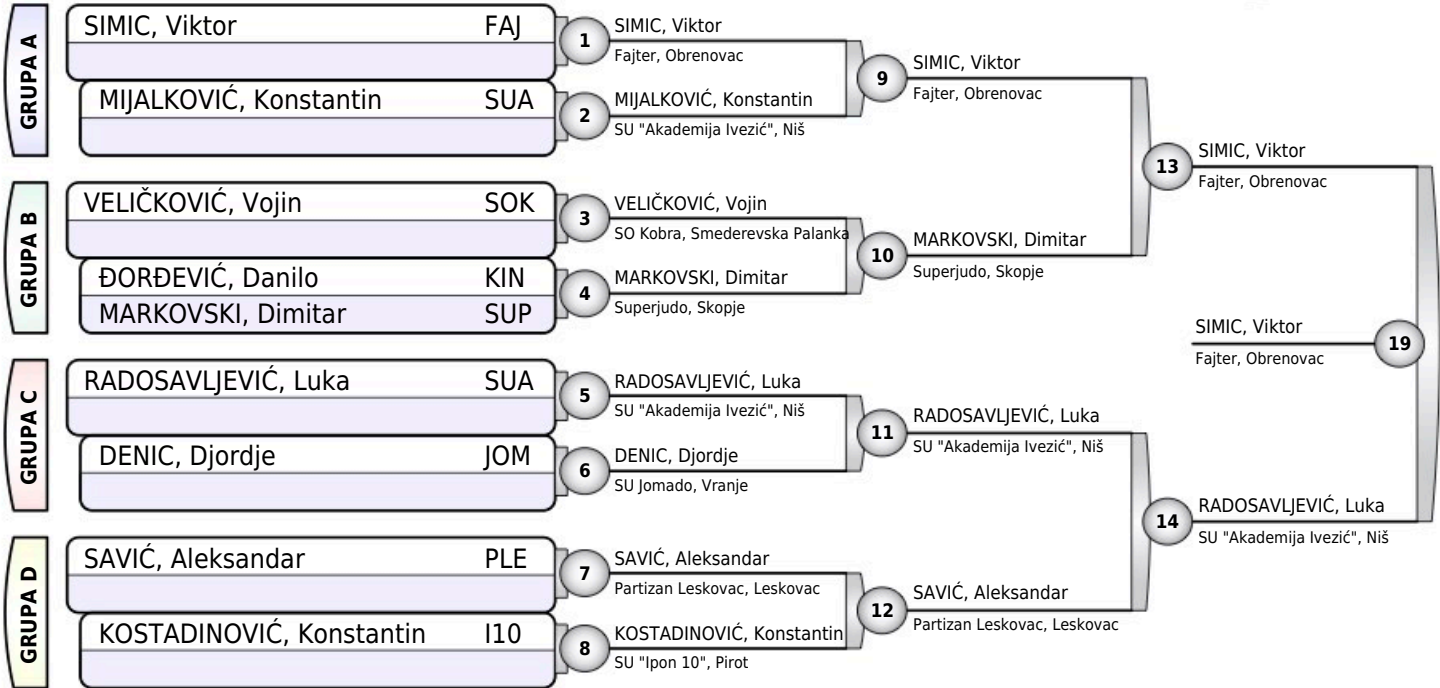 GRUPA A
SIMIC, Viktor FAJ
MIJALKOVIĆ, Konstantin SUA
GRUPA B
VELIČKOVIĆ, Vojin SOK
ĐORĐEVIĆ, Danilo KIN
MARKOVSKI, Dimitar SUP
GRUPA C
RADOSAVLJEVIĆ, Luka SUA
DENIC, Djordje JOM
GRUPA D
SAVIĆ, Aleksandar PLE
KOSTADINOVIĆ, Konstantin I10
1
SIMIC, Viktor
Fajter, Obrenovac
2
MIJALKOVIĆ, Konstantin
SU "Akademija Ivezić", Niš
3
VELIČKOVIĆ, Vojin
SO Kobra, Smederevska Palanka
4
MARKOVSKI, Dimitar
Superjudo, Skopje
5
RADOSAVLJEVIĆ, Luka
SU "Akademija Ivezić", Niš
6
DENIC, Djordje
SU Jomado, Vranje
7
SAVIĆ, Aleksandar
Partizan Leskovac, Leskovac
8
KOSTADINOVIĆ, Konstantin
SU "Ipon 10", Pirot
9
SIMIC, Viktor
Fajter, Obrenovac
10
MARKOVSKI, Dimitar
Superjudo, Skopje
11
RADOSAVLJEVIĆ, Luka
SU "Akademija Ivezić", Niš
12
SAVIĆ, Aleksandar
Partizan Leskovac, Leskovac
13
SIMIC, Viktor
Fajter, Obrenovac
14
RADOSAVLJEVIĆ, Luka
SU "Akademija Ivezić", Niš
SIMIC, Viktor
Fajter, Obrenovac
19